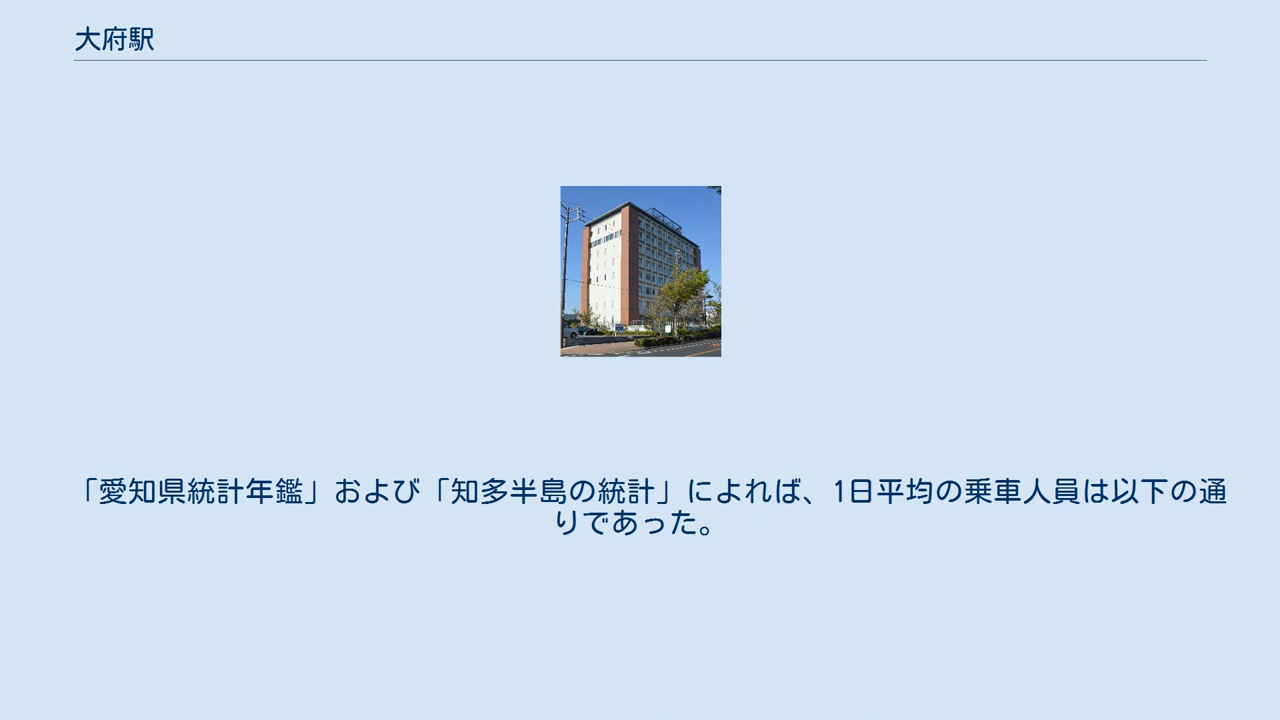 大府駅
「愛知県統計年鑑」および「知多半島の統計」によれば、1日平均の乗車人員は以下の通
りであった。